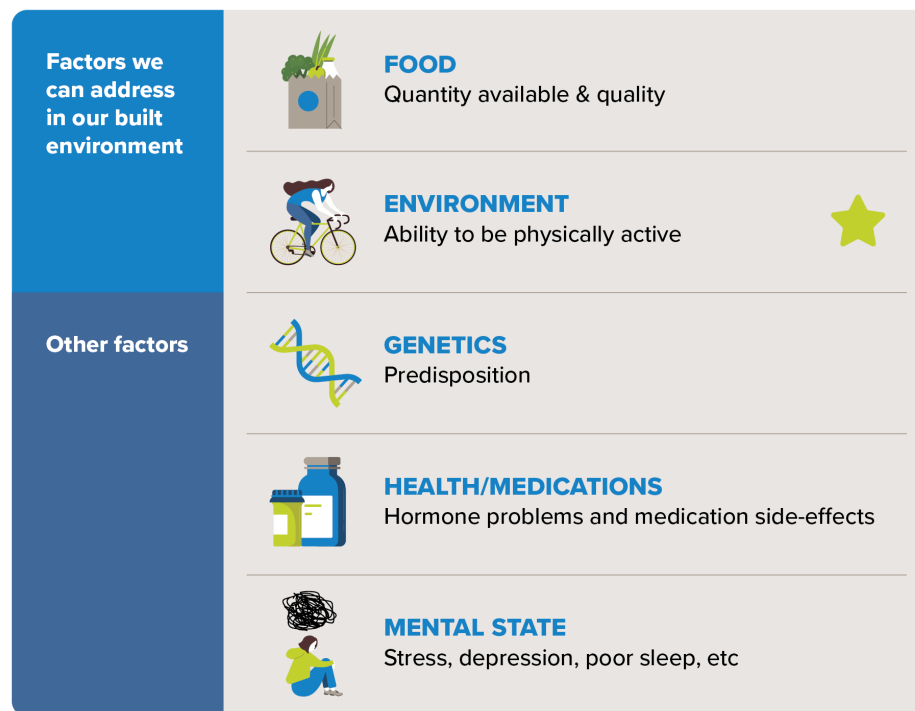 Factors we
can address
in our built
environment
FOOD
Quantity available & quality
ENVIRONMENT
Ability to be physically active
Other factors
GENETICS
Predisposition
HEALTH/MEDICATIONS
Hormone problems and medication side-effects
MENTAL STATE
Stress, depression, poor sleep, etc